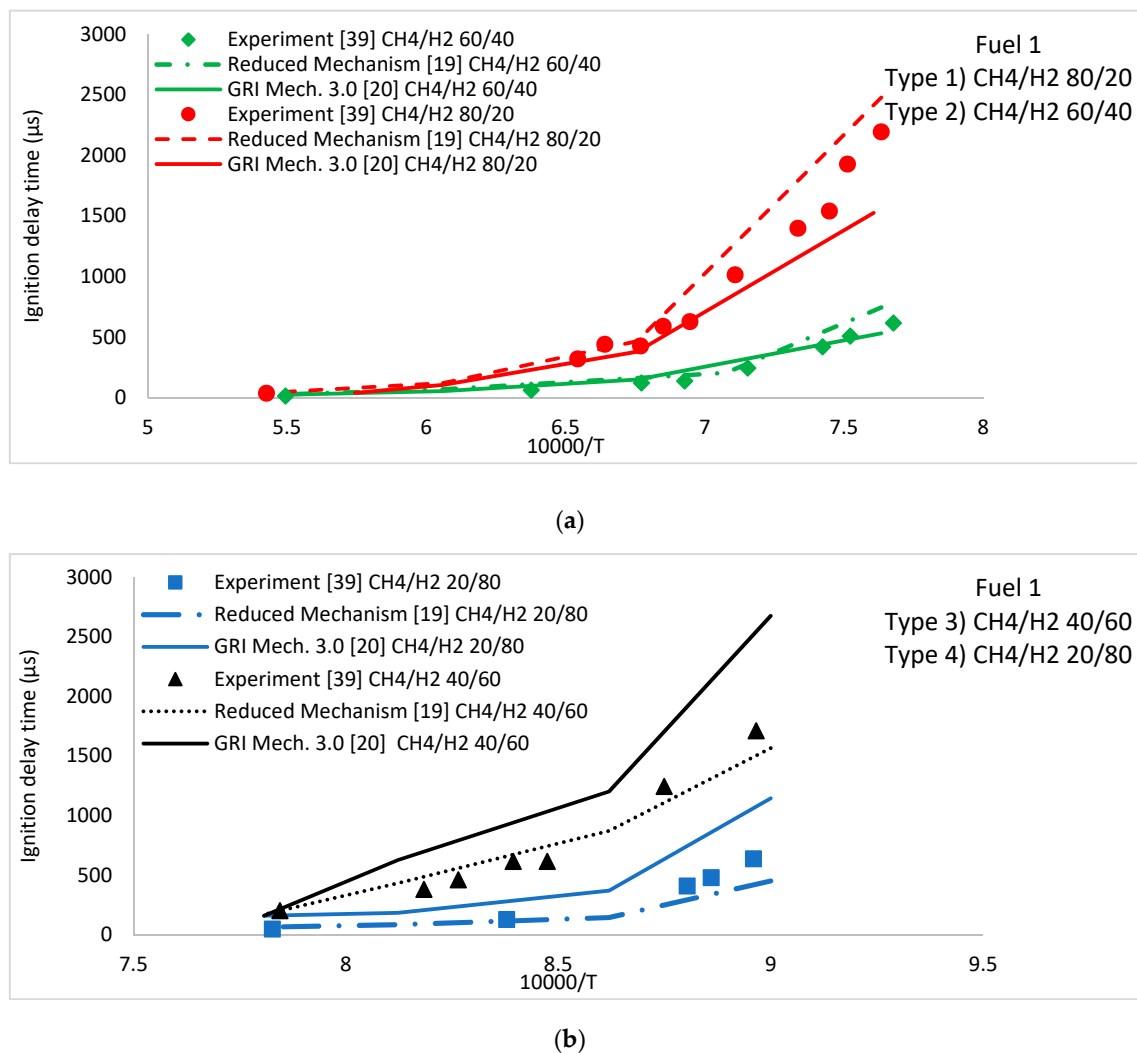 3000
2500
2000
1500
1000
500
0
Ignition delay time (µs)
Experiment [39] CH4/H2 60/40
Reduced Mechanism [19] CH4/H2 60/40
GRI Mech. 3.0 [20] CH4/H2 60/40
Experiment [39] CH4/H2 80/20
Reduced Mechanism [19] CH4/H2 80/20
GRI Mech. 3.0 [20] CH4/H2 80/20
Fuel 1
Type 1) CH4/H2 80/20
Type 2) CH4/H2 60/40
5 5.5 6 6.5 7 7.5 8
10000/T
(a)
3000
2500
2000
1500
1000
500
0
Ignition delay time (µs)
Experiment [39] CH4/H2 20/80
Reduced Mechanism [19] CH4/H2 20/80
GRI Mech. 3.0 [20] CH4/H2 20/80
Experiment [39] CH4/H2 40/60
Reduced Mechanism [19] CH4/H2 40/60
GRI Mech. 3.0 [20] CH4/H2 40/60
Fuel 1
Type 3) CH4/H2 40/60
Type 4) CH4/H2 20/80
7.5 8 8.5 9 9.5
10000/T
(b)